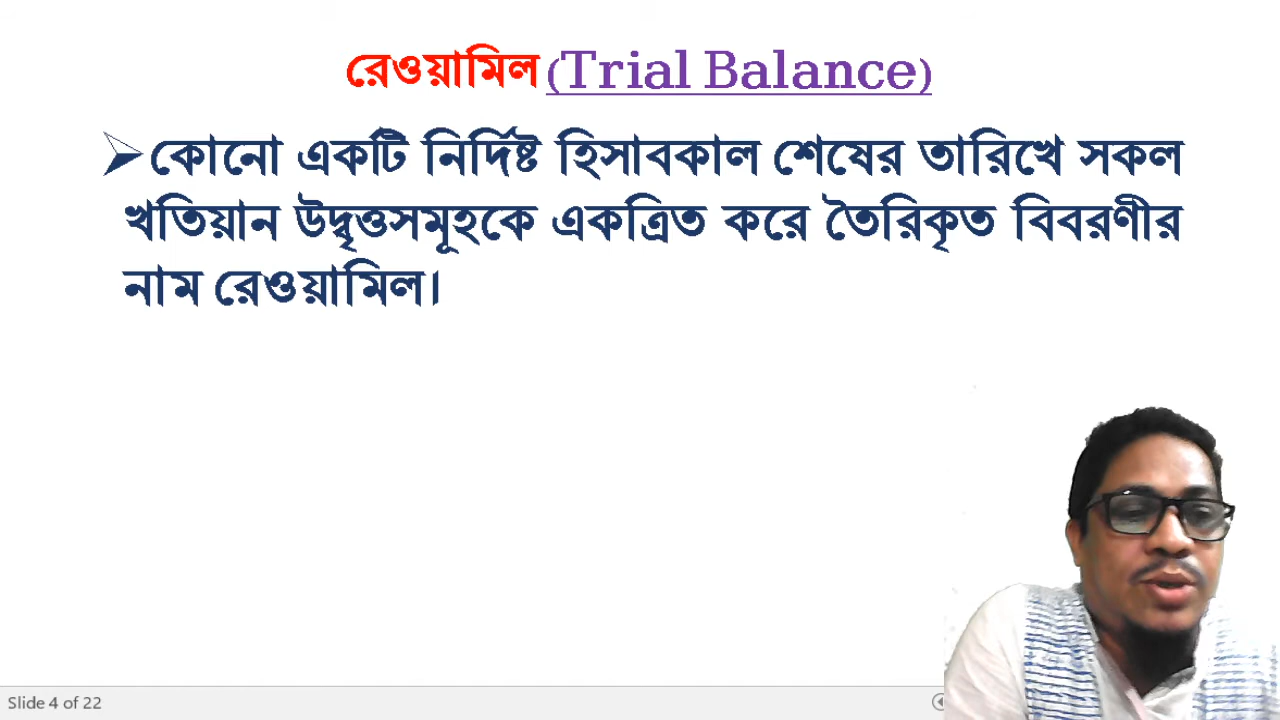 রেওয়ামিল (Trial Balance)
➢কোনো একটি নির্দিষ্ট হিসাবকাল শেষের তারিখে সকল
খতিয়ান উদ্বৃত্তসমূহকে একত্রিত করে তৈরিকৃত বিবরণীর
নাম রেওয়ামিল।
Slide 4 of 22